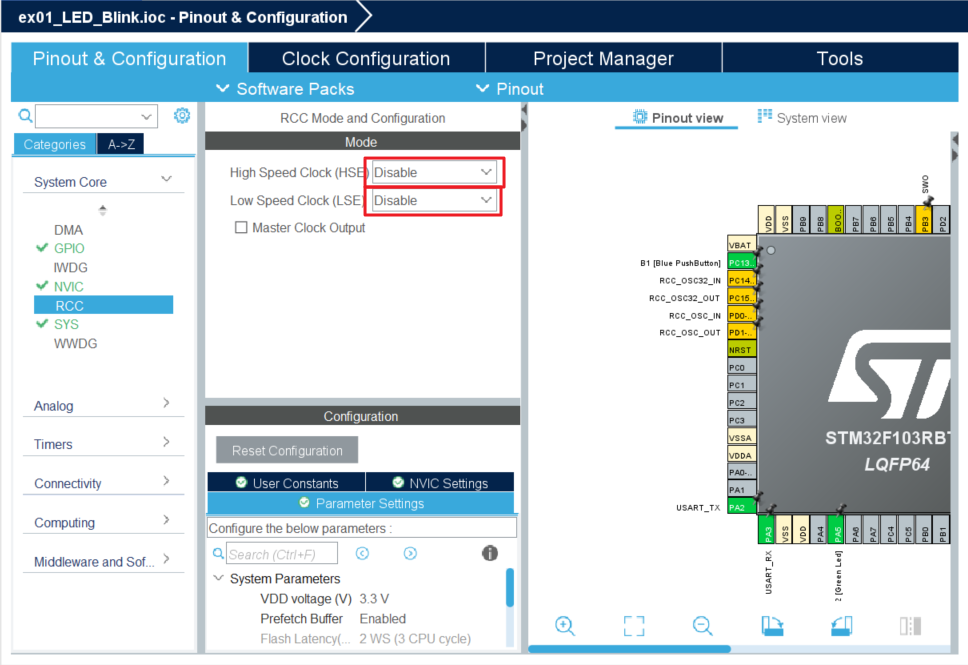 ex01_LED_Blink.ioc - Pinout & Configuration
Pinout & Configuration
Clock Configuration
Project Manager
Tools
Software Packs
Pinout
Categories
A->Z
System Core
DMA
GPIO
IWDG
NVIC
RCC
SYS
WWDG
Analog
Timers
Connectivity
Computing
Middleware and Sof...
RCC Mode and Configuration
Mode
High Speed Clock (HSE)
Disable
Low Speed Clock (LSE)
Disable
Master Clock Output
Configuration
Reset Configuration
User Constants
NVIC Settings
Parameter Settings
Configure the below parameters :
Search (Ctrl+F)
System Parameters
VDD voltage (V)
3.3 V
Prefetch Buffer
Enabled
Flash Latency(...
2 WS (3 CPU cycle)
Pinout view
System view
SWO
VDD
VSS
PB9
PB8
BOO...
PB7
PB6
PB5
PB4
PB3
PD2
VBAT
B1 [Blue PushButton]
PC13..
RCC_OSC32_IN
PC14..
RCC_OSC32_OUT
PC15..
RCC_OSC_IN
PD0-..
RCC_OSC_OUT
PD1-..
NRST
PC0
PC1
PC2
PC3
VSSA
VDDA
PA0-..
PA1
USART_TX
PA2
STM32F103RBT
LQFP64
PA3
VSS
VDD
PA4
PA5
PA6
PA7
PC4
PC5
PB0
PB1
USART_RX
2 [Green Led]